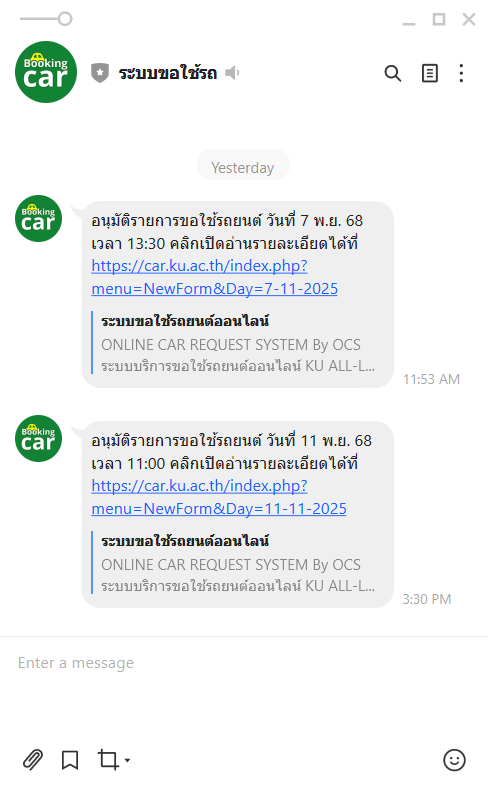 Booking
car
ระบบขอใช้รถ
Yesterday
Booking
car
อนุมัติรายการขอใช้รถยนต์ วันที่ 7 พ.ย. 68
เวลา 13:30 คลิกเปิดอ่านรายละเอียดได้ที่
https://car.ku.ac.th/index.php?
menu=NewForm&Day=7-11-2025
ระบบขอใช้รถยนต์ออนไลน์
ONLINE CAR REQUEST SYSTEM By OCS
ระบบบริการขอใช้รถยนต์ออนไลน์ KU ALL-L...
11:53 AM
Booking
car
อนุมัติรายการขอใช้รถยนต์ วันที่ 11 พ.ย. 68
เวลา 11:00 คลิกเปิดอ่านรายละเอียดได้ที่
https://car.ku.ac.th/index.php?
menu=NewForm&Day=11-11-2025
ระบบขอใช้รถยนต์ออนไลน์
ONLINE CAR REQUEST SYSTEM By OCS
ระบบบริการขอใช้รถยนต์ออนไลน์ KU ALL-L...
3:30 PM
Enter a message